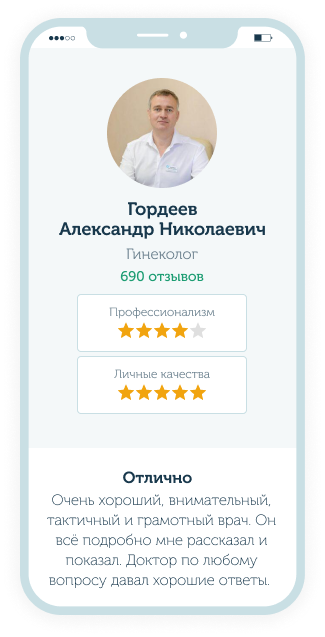 Гордеев
Александр Николаевич
Гинеколог
690 отзывов
Профессионализм
Личные качества
Отлично
Очень хороший, внимательный,
тактичный и грамотный врач. Он
всё подробно мне рассказал и
показал. Доктор по любому
вопросу давал хорошие ответы.